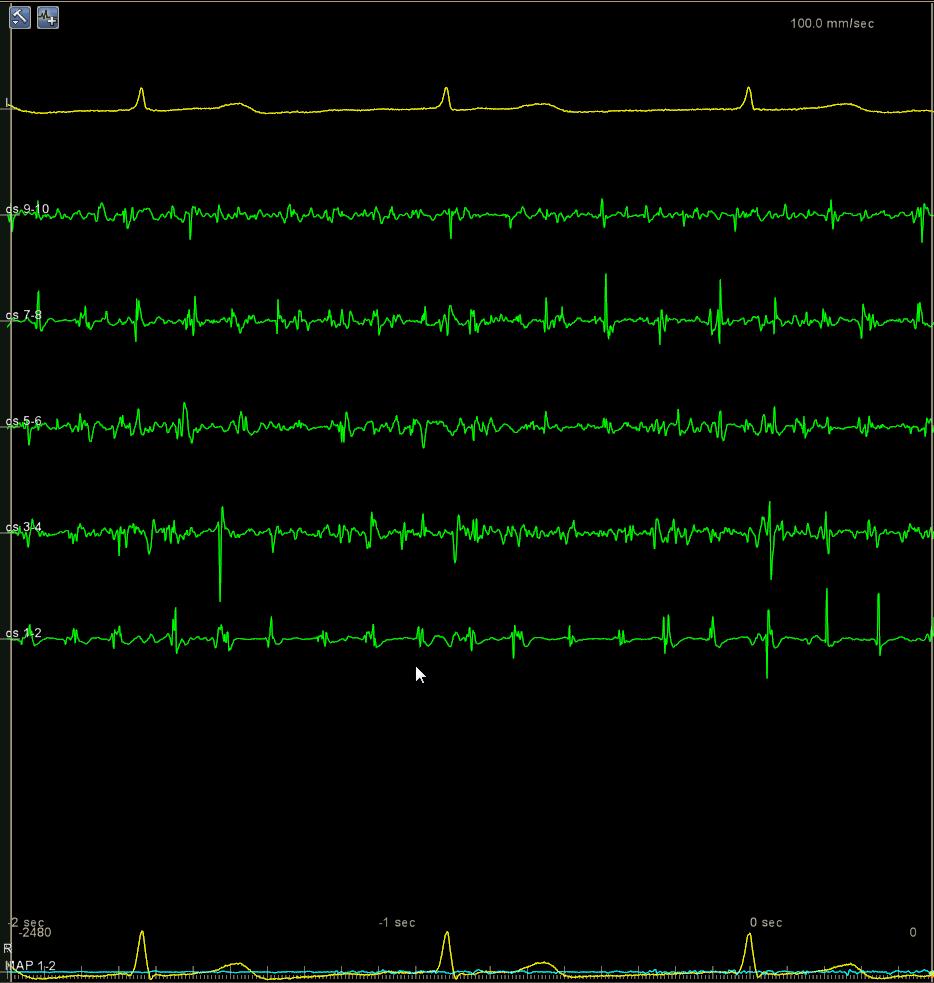 100.0 mm/sec
I
cs 9-10
cs 7-8
cs 5-6
cs 3-4
cs 1-2
-2 sec
-1 sec
0 sec
-2480
0
R
MAP 1-2